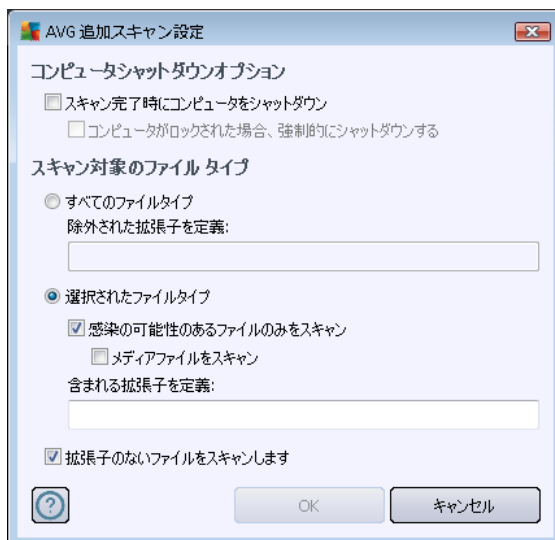 AVG 追加スキャン設定
コンピュータシャットダウンオプション
スキャン完了時にコンピュータをシャットダウン
コンピュータがロックされた場合、強制的にシャットダウンする
スキャン対象のファイル タイプ
すべてのファイルタイプ
除外された拡張子を定義:
選択されたファイルタイプ
感染の可能性のあるファイルのみをスキャン
メディアファイルをスキャン
含まれる拡張子を定義:
拡張子のないファイルをスキャンします
?
OK
キャンセル